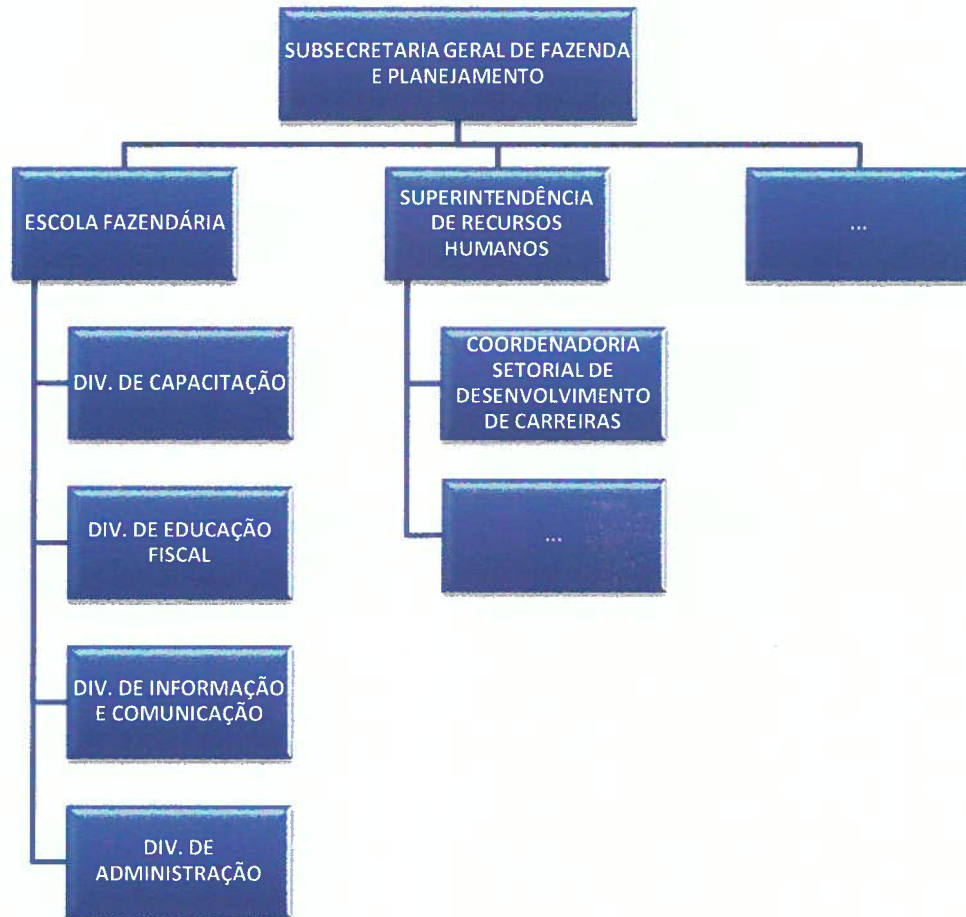 SUBSECRETARIA GERAL DE FAZENDA
E PLANEJAMENTO
ESCOLA FAZENDÁRIA
SUPERINTENDÊNCIA
DE RECURSOS
HUMANOS
...
DIV. DE CAPACITAÇÃO
COORDENADORIA
SETORIAL DE
DESENVOLVIMENTO
DE CARREIRAS
DIV. DE EDUCAÇÃO
FISCAL
...
DIV. DE INFORMAÇÃO
E COMUNICAÇÃO
DIV. DE
ADMINISTRAÇÃO